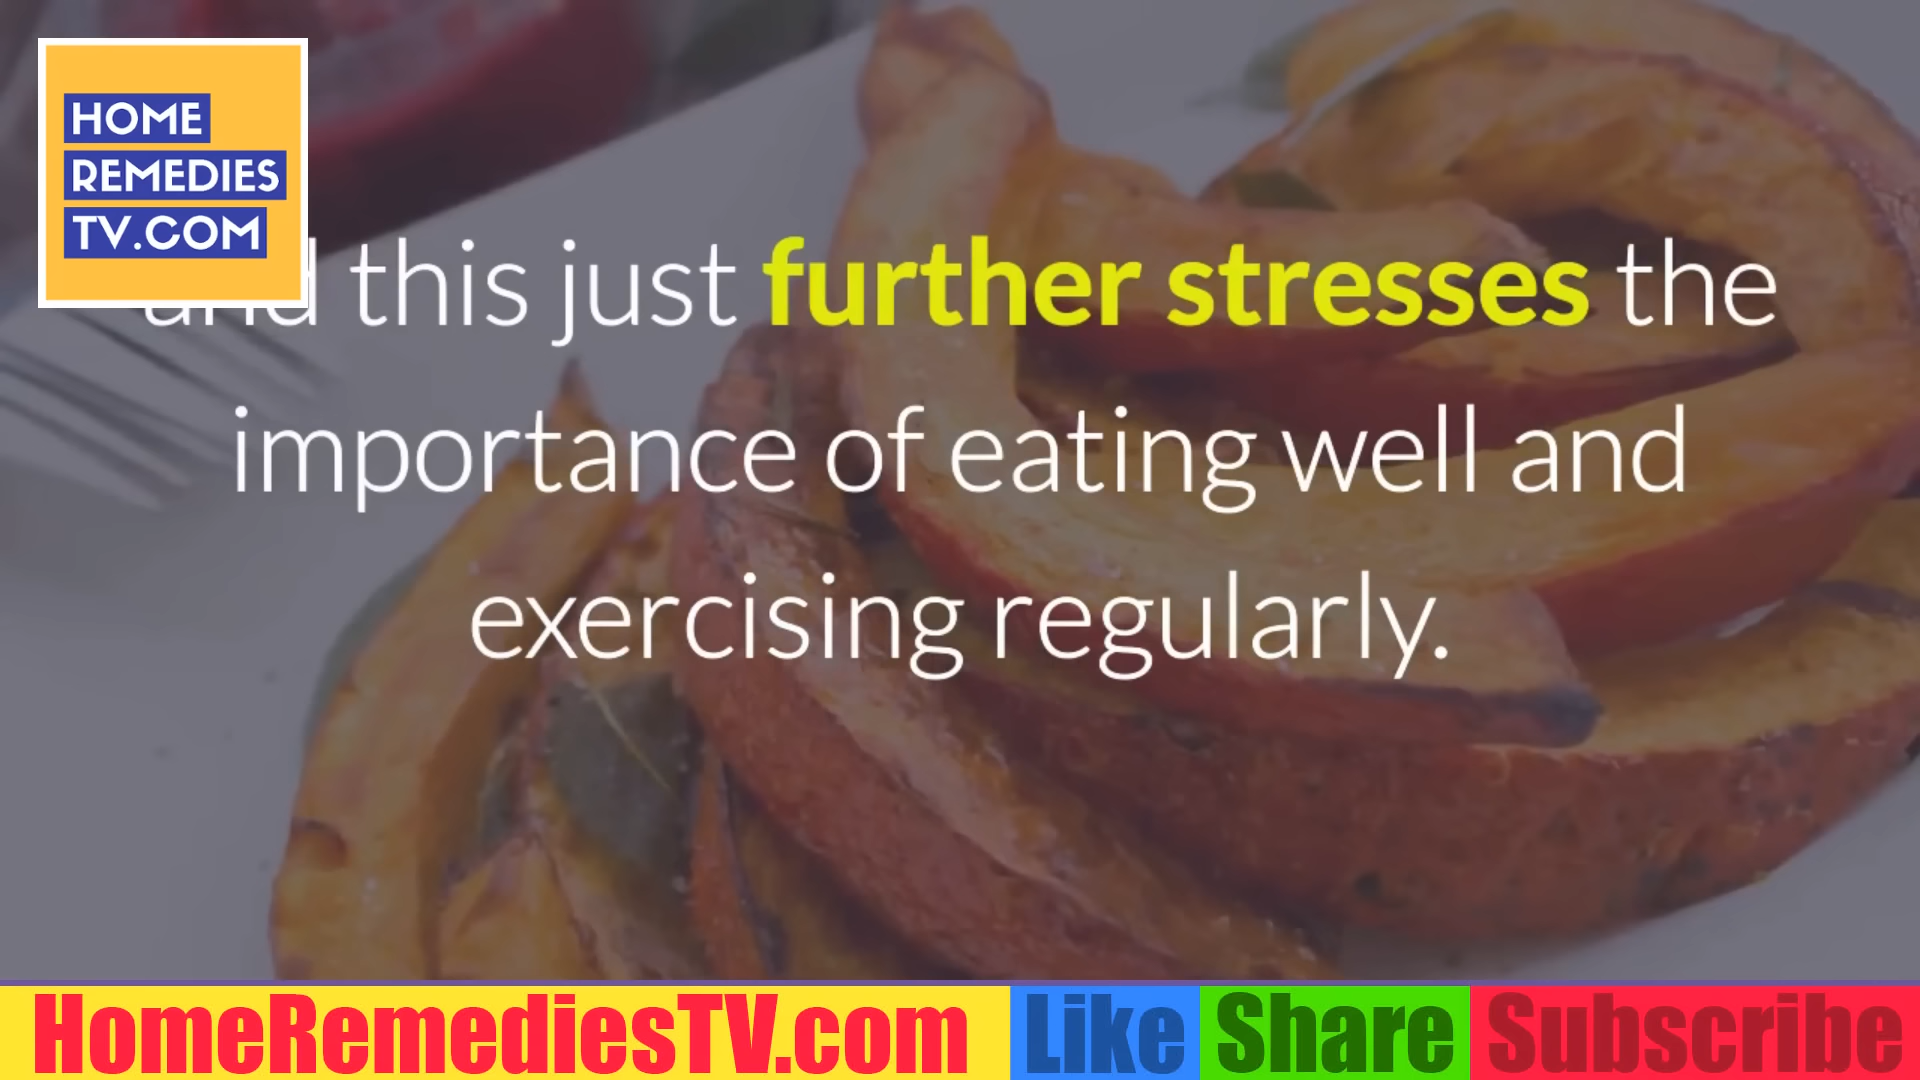 HOME
REMEDIES
TV.COM
and this just further stresses the
importance of eating well and
exercising regularly.
HomeRemediesTV.com Like Share Subscribe